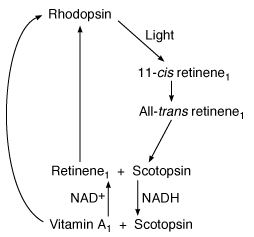 Rhodopsin
Light
11-cis retinene₁
All-trans retinene₁
Retinene₁ + Scotopsin
NAD+ NADH
Vitamin A₁ + Scotopsin